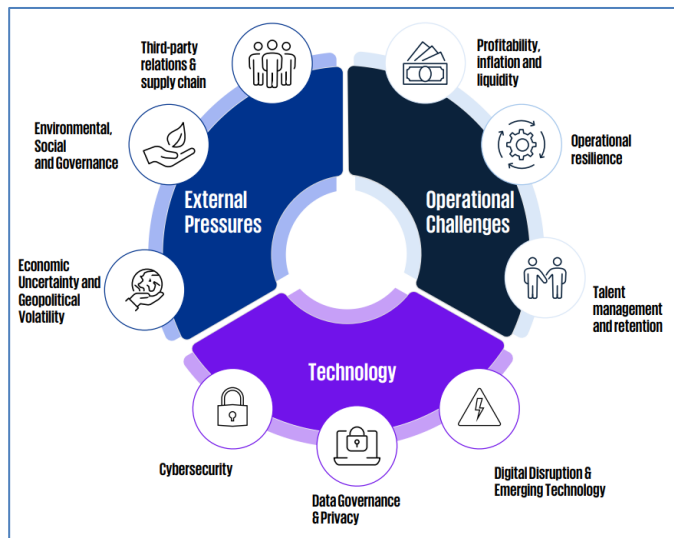 Third-party
relations &
supply chain
Profitability,
inflation and
liquidity
Environmental,
Social
and Governance
Operational
resilience
External
Pressures
Operational
Challenges
Economic
Uncertainty and
Geopolitical
Volatility
Talent
management
and retention
Technology
Cybersecurity
Data Governance
& Privacy
Digital Disruption &
Emerging Technology